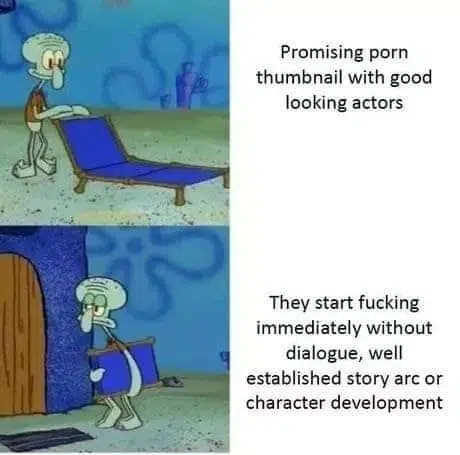 Promising porn
thumbnail with good
looking actors
They start fucking
immediately without
dialogue, well
established story arc or
character development